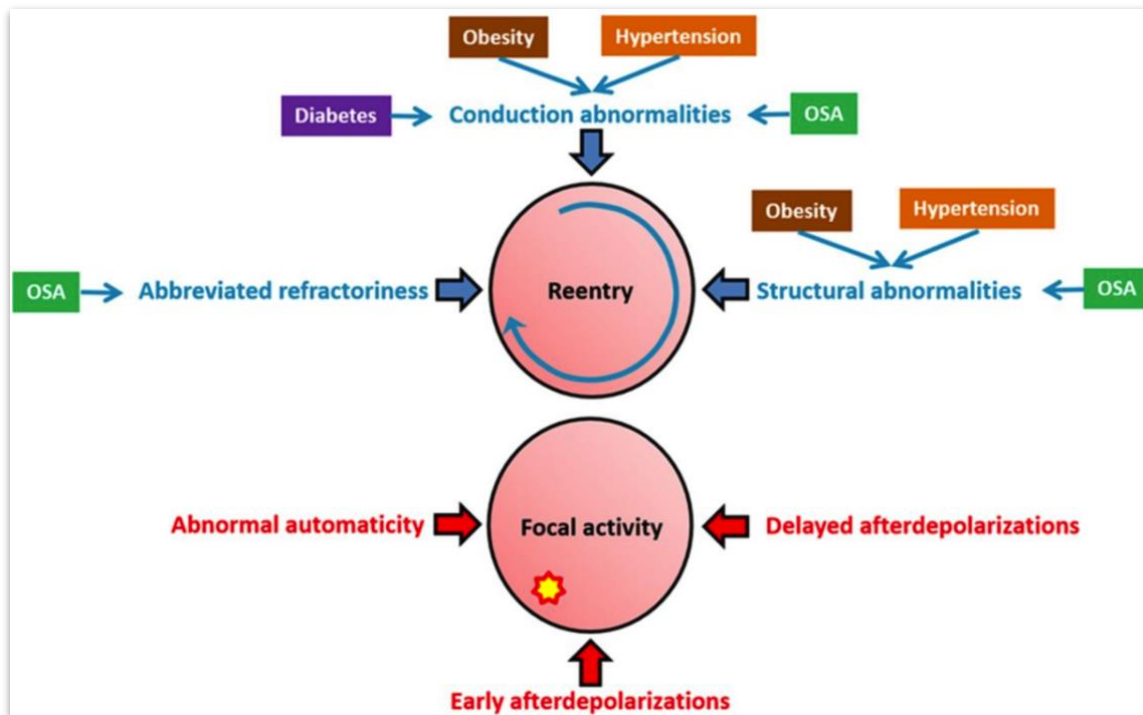 Obesity
Hypertension
Diabetes
Conduction abnormalities
OSA
Obesity
Hypertension
OSA
Abbreviated refractoriness
Reentry
Structural abnormalities
OSA
Abnormal automaticity
Focal activity
Delayed afterdepolarizations
Early afterdepolarizations